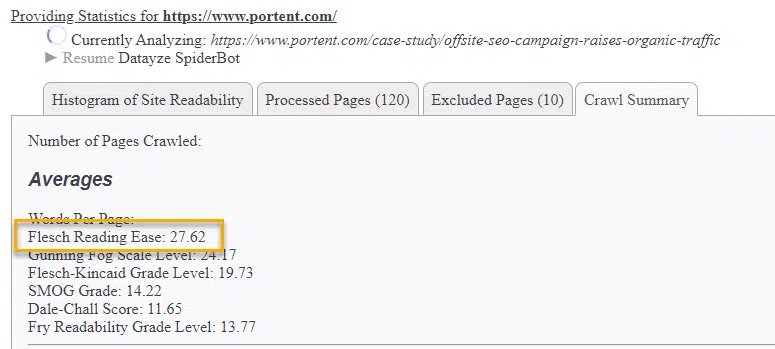 Providing Statistics for https://www.portent.com/
Currently Analyzing: https://www.portent.com/case-study/offsite-seo-campaign-raises-organic-traffic
► Resume Datayze SpiderBot
Histogram of Site Readability Processed Pages (120) Excluded Pages (10) Crawl Summary
Number of Pages Crawled:
Averages
Words Per Page:
Flesch Reading Ease: 27.62
Gunning Fog Scale Level: 24.17
Flesch-Kincaid Grade Level: 19.73
SMOG Grade: 14.22
Dale-Chall Score: 11.65
Fry Readability Grade Level: 13.77